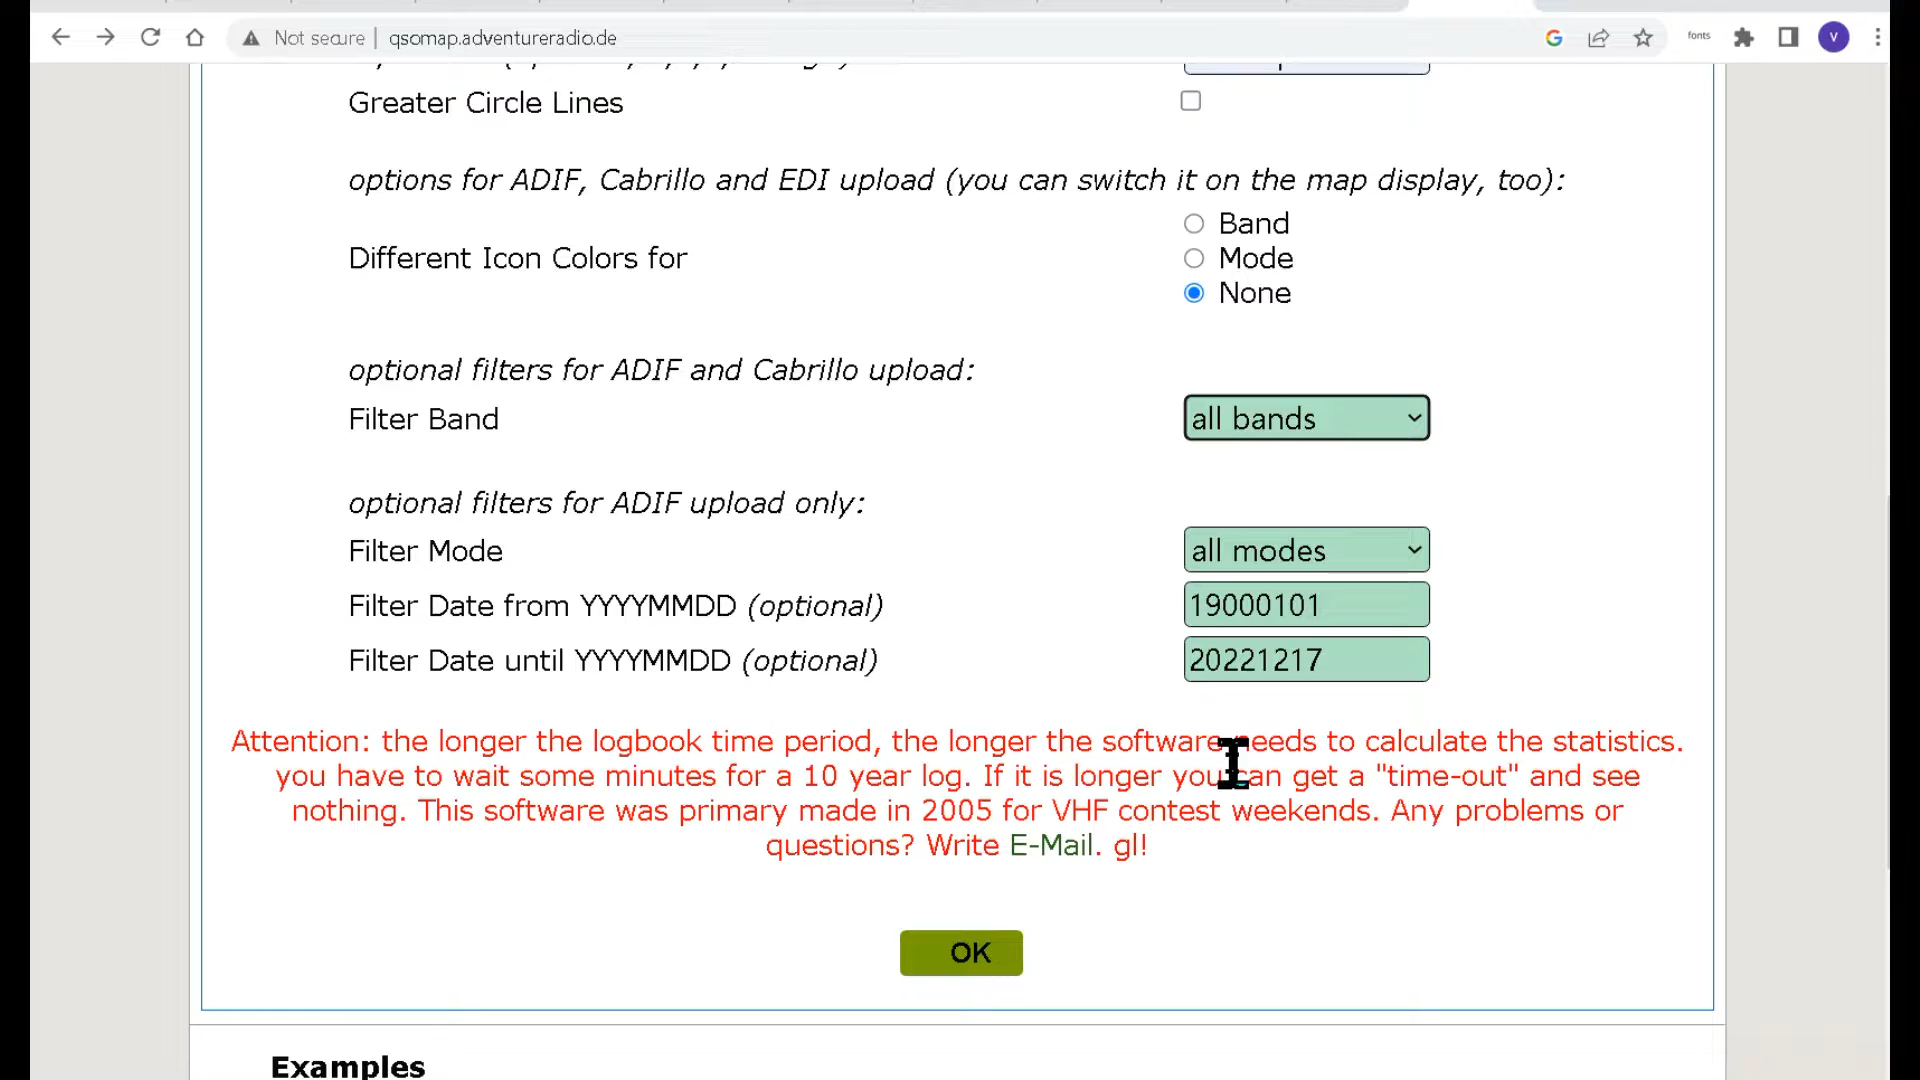 Not secure | qsomap.adventureradio.de
fonts
V
Greater Circle Lines
options for ADIF, Cabrillo and EDI upload (you can switch it on the map display, too):
Band
Different Icon Colors for
Mode
None
optional filters for ADIF and Cabrillo upload:
Filter Band all bands
optional filters for ADIF upload only:
Filter Mode all modes
Filter Date from YYYYMMDD (optional) 19000101
Filter Date until YYYYMMDD (optional) 20221217
Attention: the longer the logbook time period, the longer the software needs to calculate the statistics.
you have to wait some minutes for a 10 year log. If it is longer you can get a "time-out" and see
nothing. This software was primary made in 2005 for VHF contest weekends. Any problems or
questions? Write E-Mail. gl!
OK
Examples